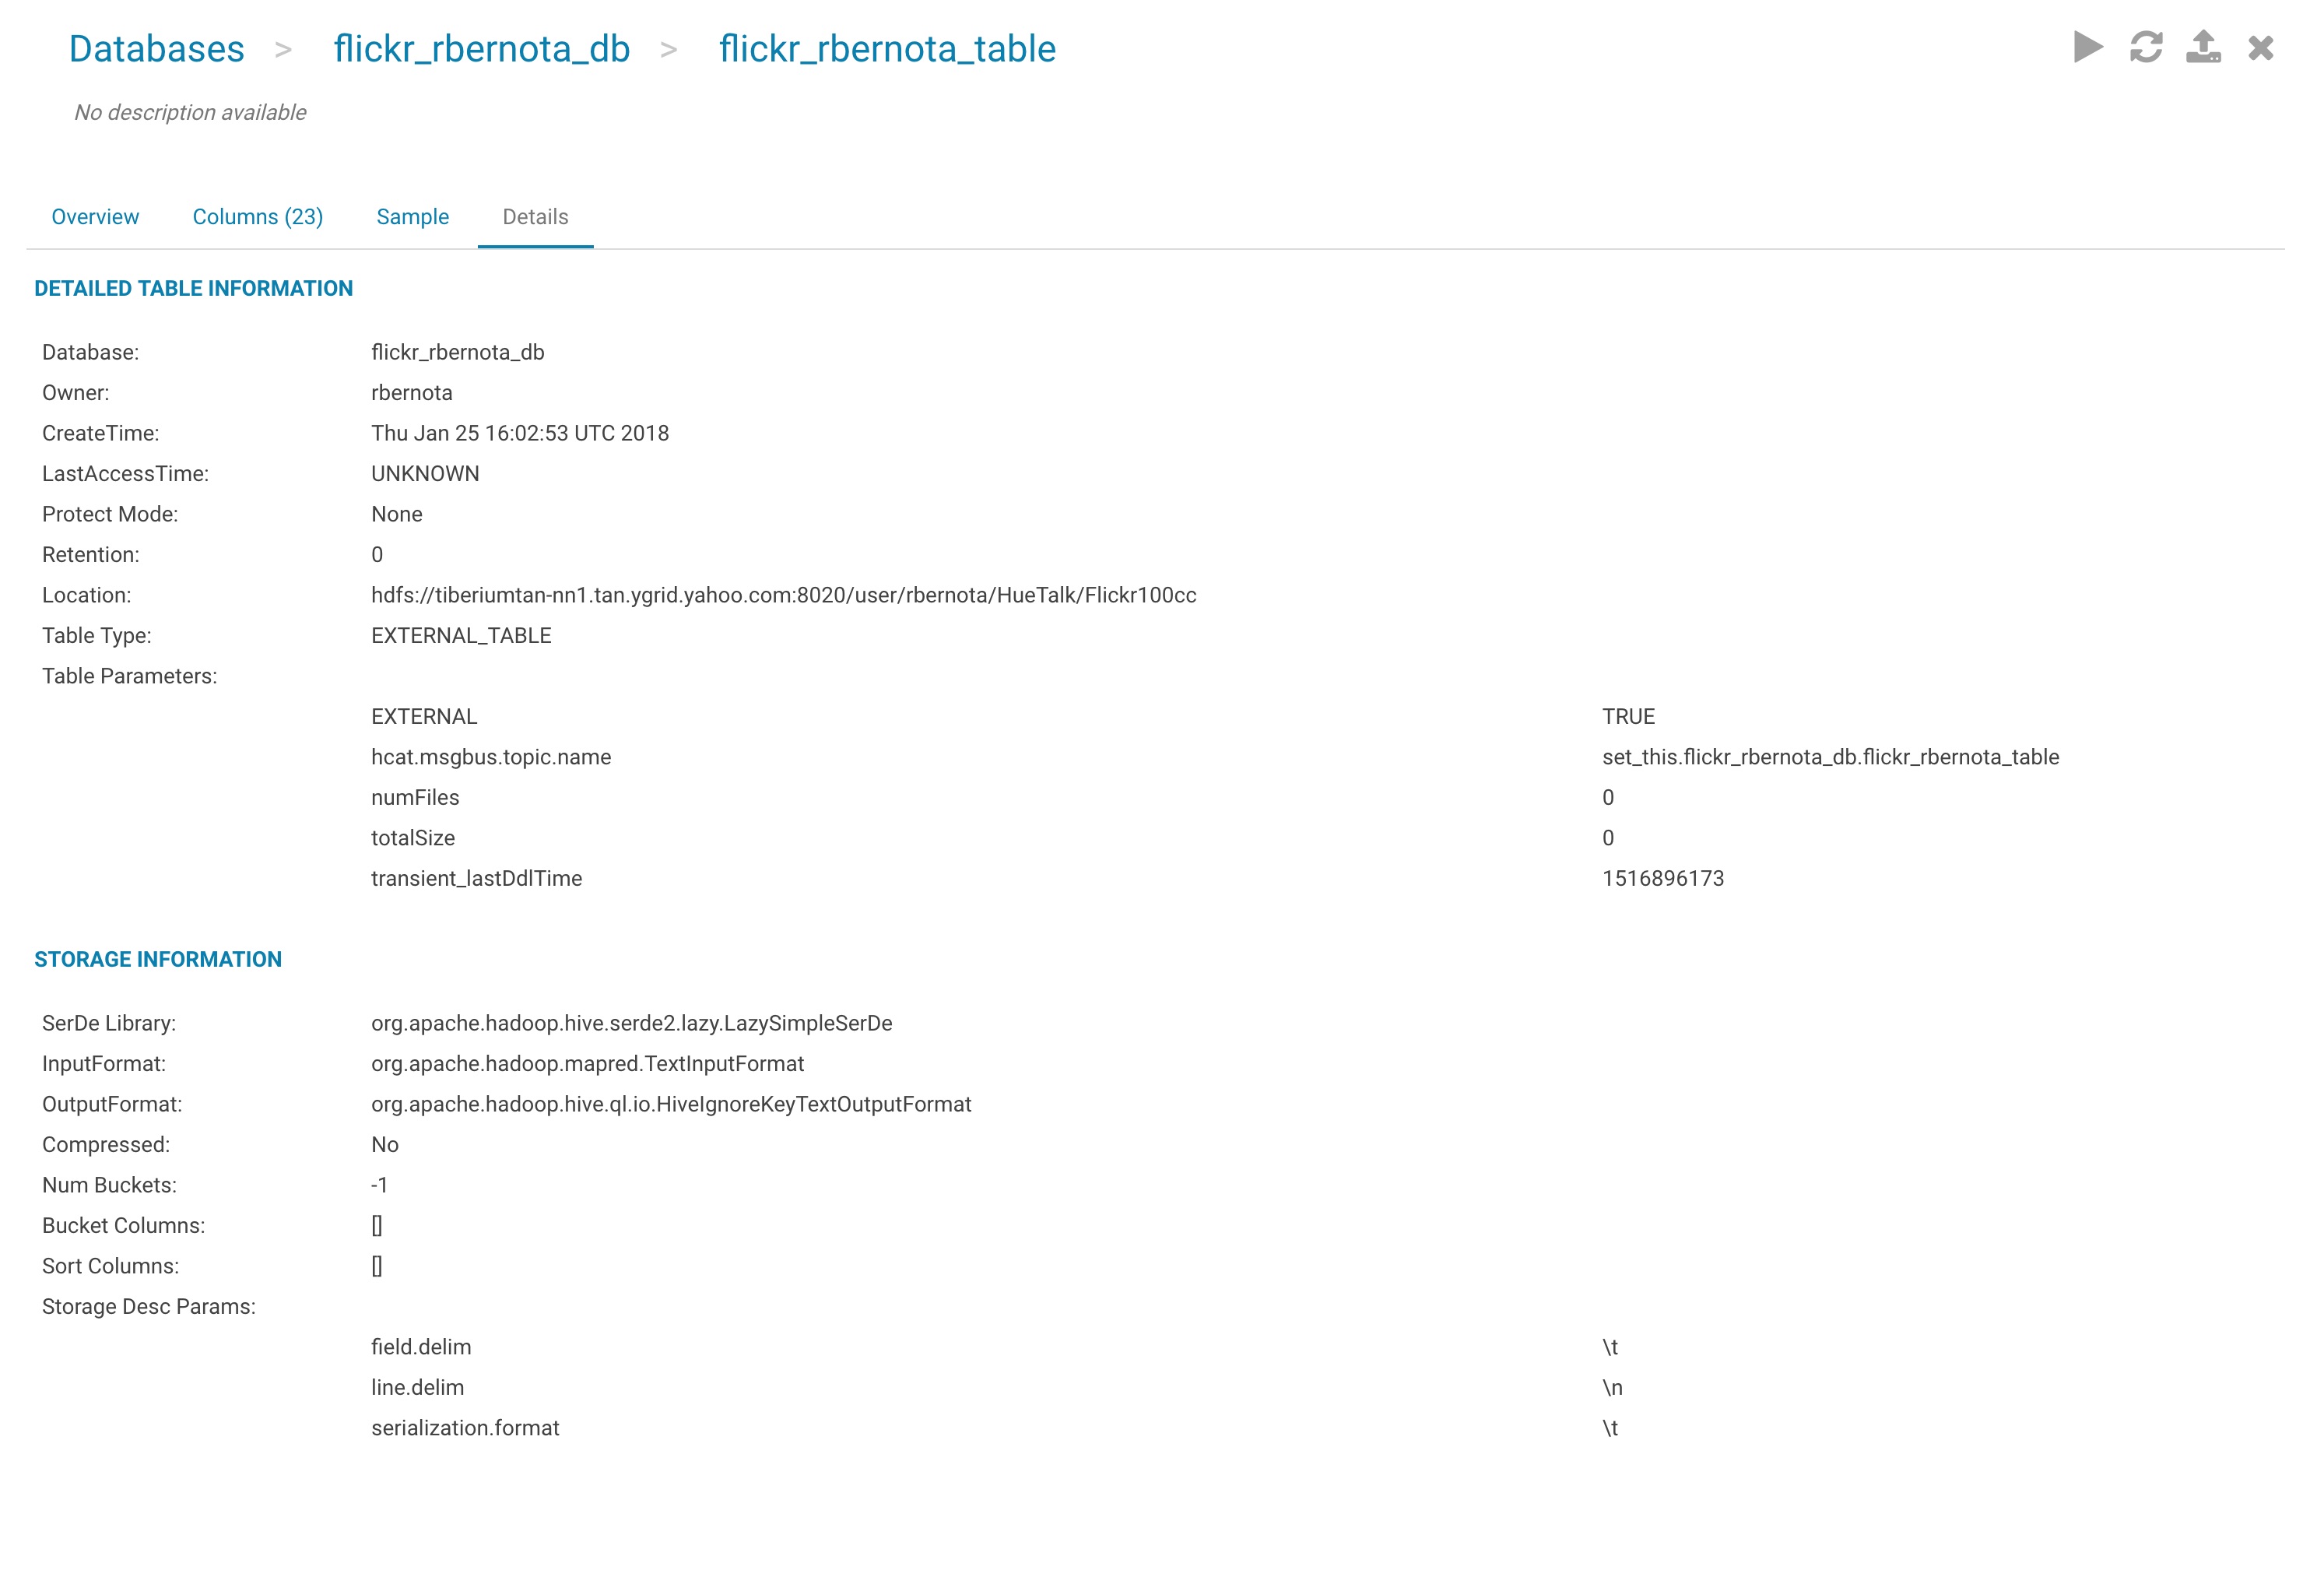 Databases > flickr_rbernota_db > flickr_rbernota_table
No description available
Overview Columns (23) Sample Details
DETAILED TABLE INFORMATION
Database: flickr_rbernota_db
Owner: rbernota
CreateTime: Thu Jan 25 16:02:53 UTC 2018
LastAccessTime: UNKNOWN
Protect Mode: None
Retention: 0
Location: hdfs://tiberiumtan-nn1.tan.ygrid.yahoo.com:8020/user/rbernota/HueTalk/Flickr100cc
Table Type: EXTERNAL_TABLE
Table Parameters:
EXTERNAL TRUE
hcat.msgbus.topic.name set_this.flickr_rbernota_db.flickr_rbernota_table
numFiles 0
totalSize 0
transient_lastDdlTime 1516896173
STORAGE INFORMATION
SerDe Library: org.apache.hadoop.hive.serde2.lazy.LazySimpleSerDe
InputFormat: org.apache.hadoop.mapred.TextInputFormat
OutputFormat: org.apache.hadoop.hive.ql.io.HiveIgnoreKeyTextOutputFormat
Compressed: No
Num Buckets: -1
Bucket Columns: []
Sort Columns: []
Storage Desc Params:
field.delim \t
line.delim \n
serialization.format \t